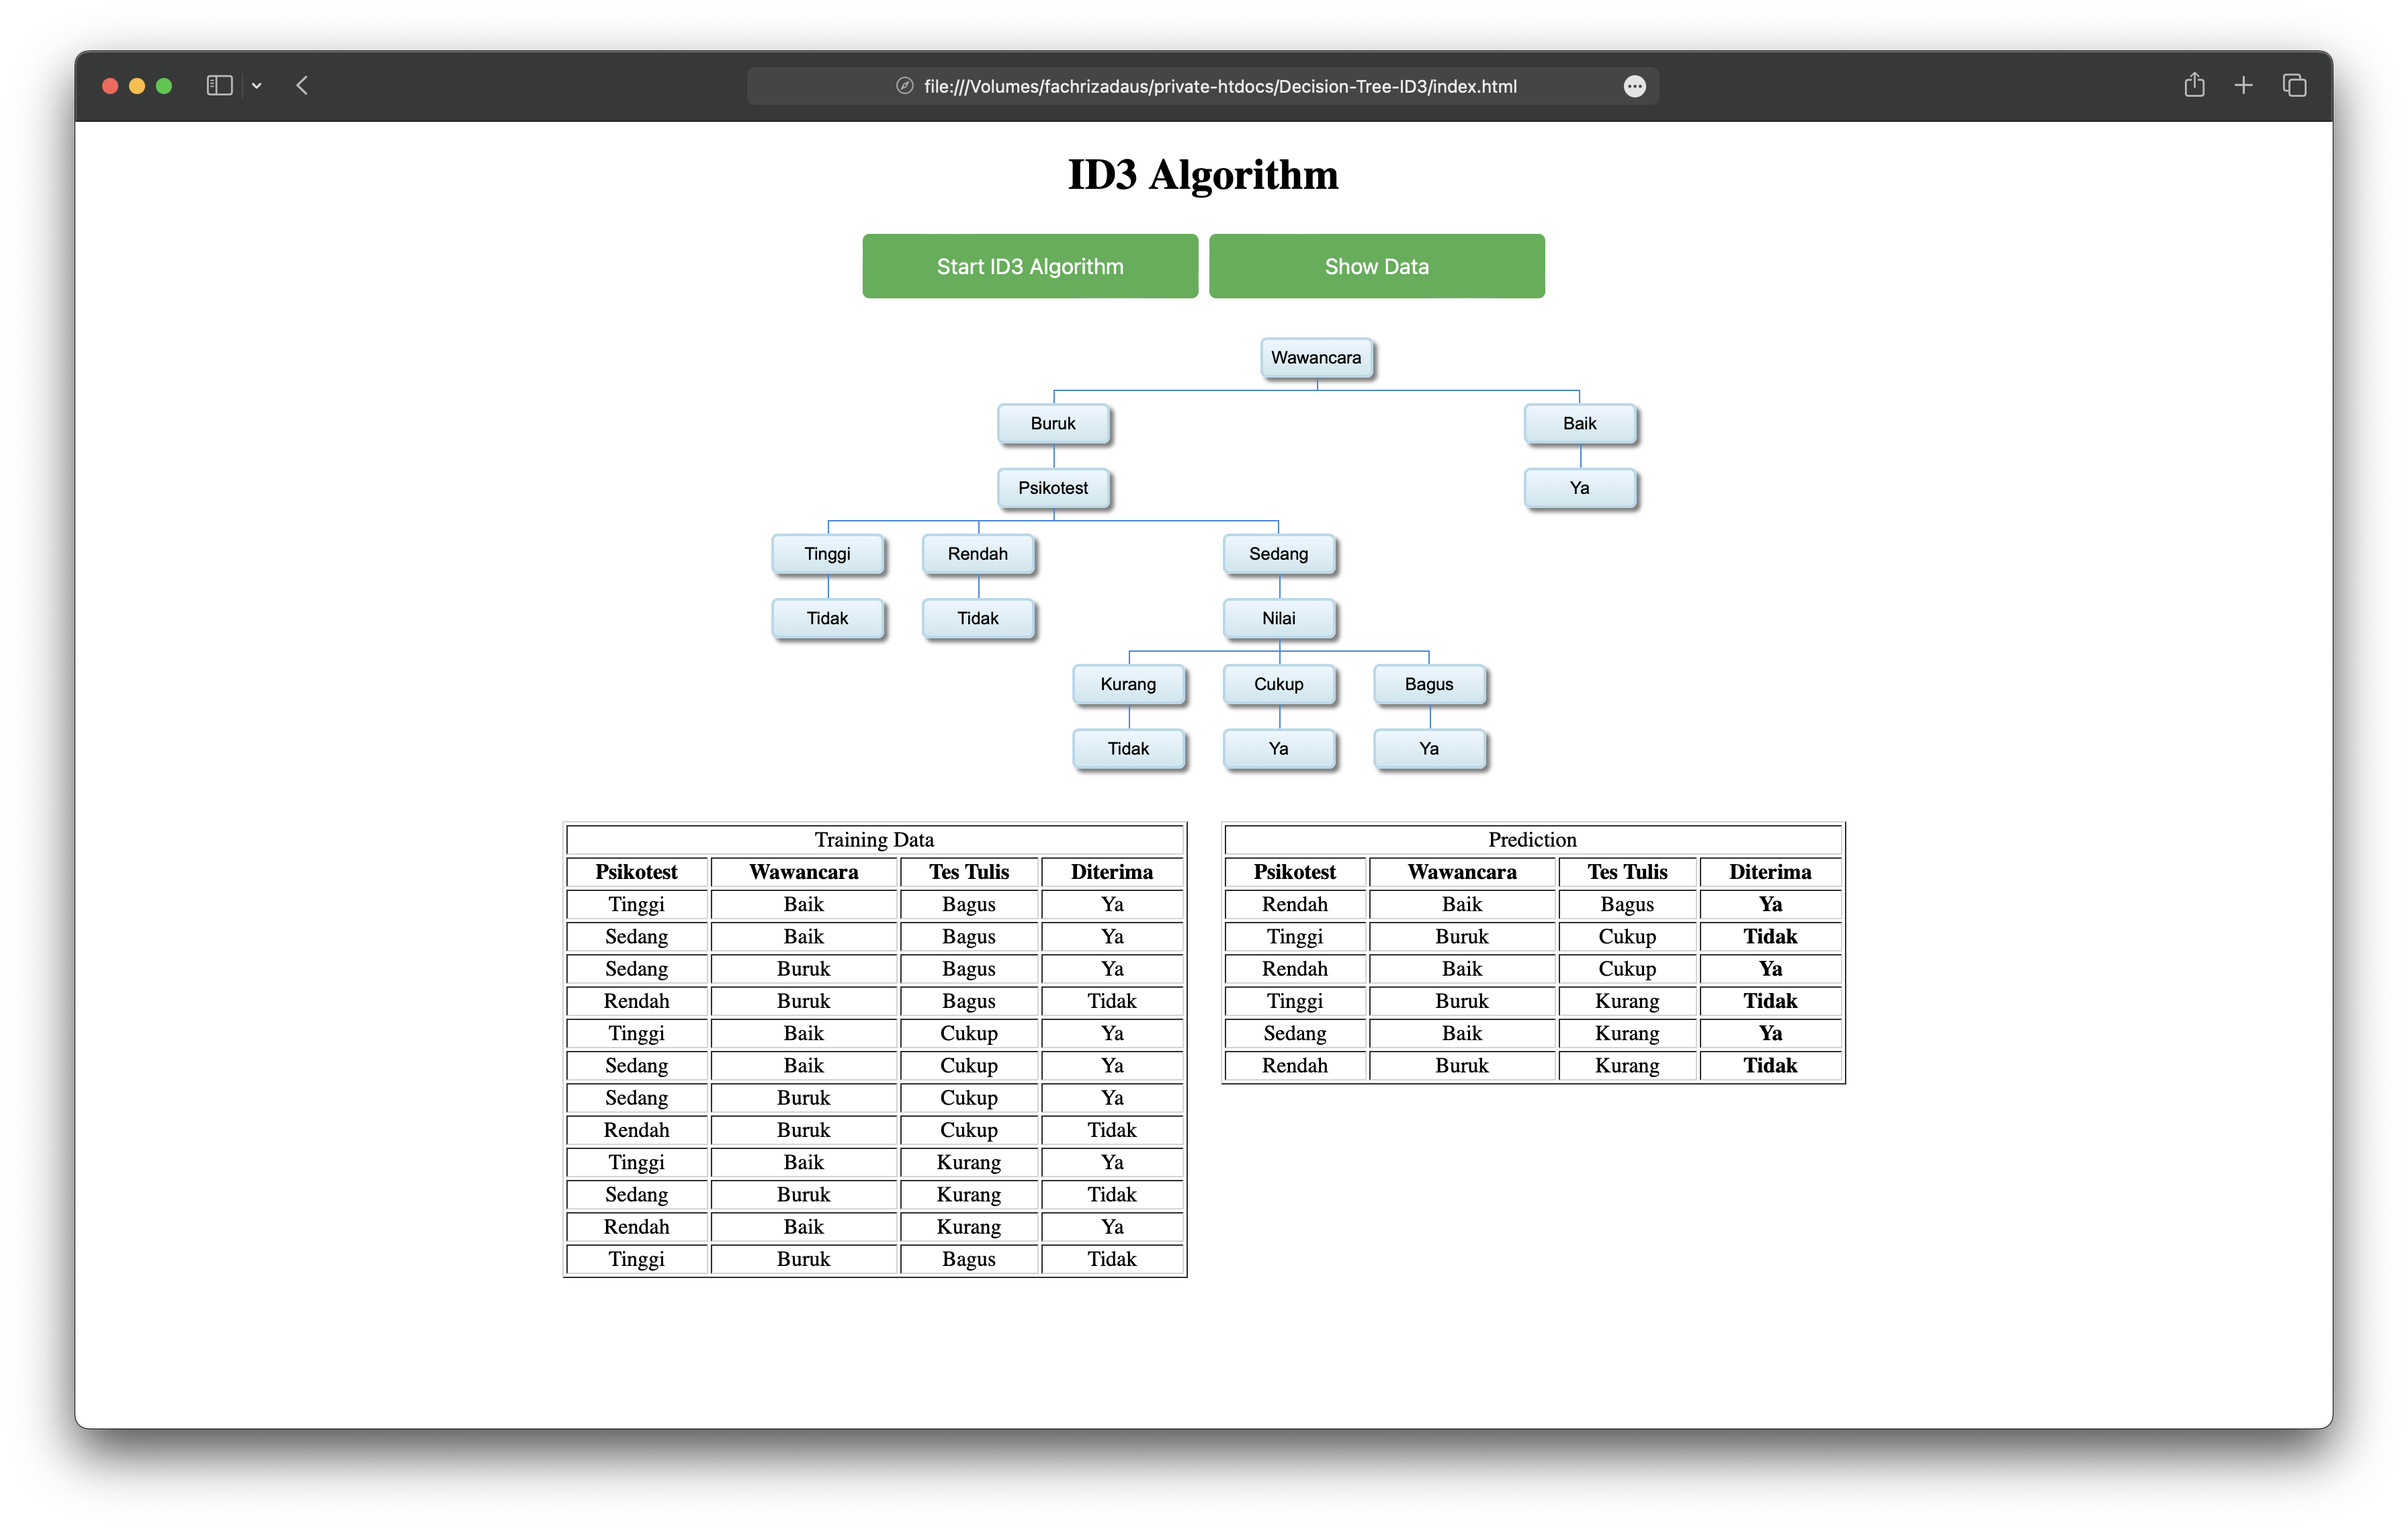 file:///Volumes/fachrizadaus/private-htdocs/Decision-Tree-ID3/index.html
ID3 Algorithm
Start ID3 Algorithm Show Data
Wawancara
Buruk Baik
Psikotest Ya
Tinggi Rendah Sedang
Tidak Tidak Nilai
Kurang Cukup Bagus
Tidak Ya Ya
Training Data
Psikotest Wawancara Tes Tulis Diterima
Tinggi Baik Bagus Ya
Sedang Baik Bagus Ya
Sedang Buruk Bagus Ya
Rendah Buruk Bagus Tidak
Tinggi Baik Cukup Ya
Sedang Baik Cukup Ya
Sedang Buruk Cukup Ya
Rendah Buruk Cukup Tidak
Tinggi Baik Kurang Ya
Sedang Buruk Kurang Tidak
Rendah Baik Kurang Ya
Tinggi Buruk Bagus Tidak
Prediction
Psikotest Wawancara Tes Tulis Diterima
Rendah Baik Bagus Ya
Tinggi Buruk Cukup Tidak
Rendah Baik Cukup Ya
Tinggi Buruk Kurang Tidak
Sedang Baik Kurang Ya
Rendah Buruk Kurang Tidak